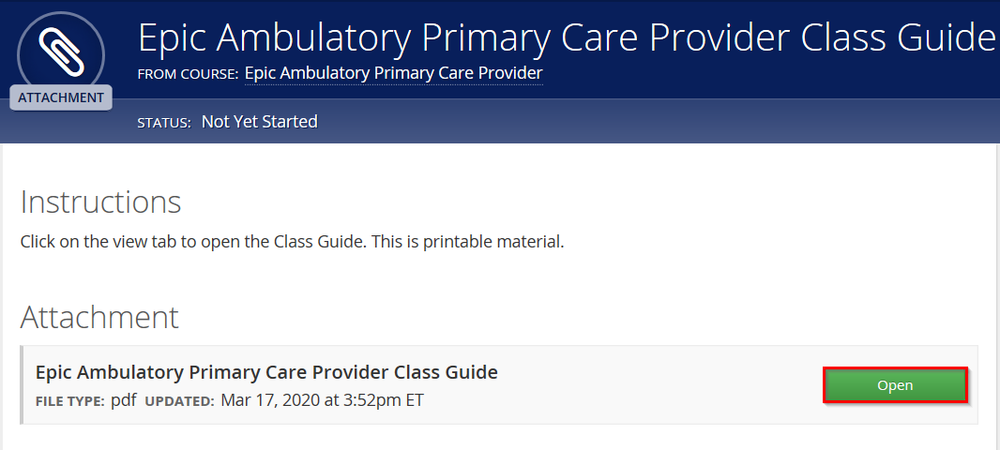 Epic Ambulatory Primary Care Provider Class Guide
FROM COURSE: Epic Ambulatory Primary Care Provider
ATTACHMENT
STATUS: Not Yet Started
Instructions
Click on the view tab to open the Class Guide. This is printable material.
Attachment
Epic Ambulatory Primary Care Provider Class Guide
FILE TYPE: pdf UPDATED: Mar 17, 2020 at 3:52pm ET
Open